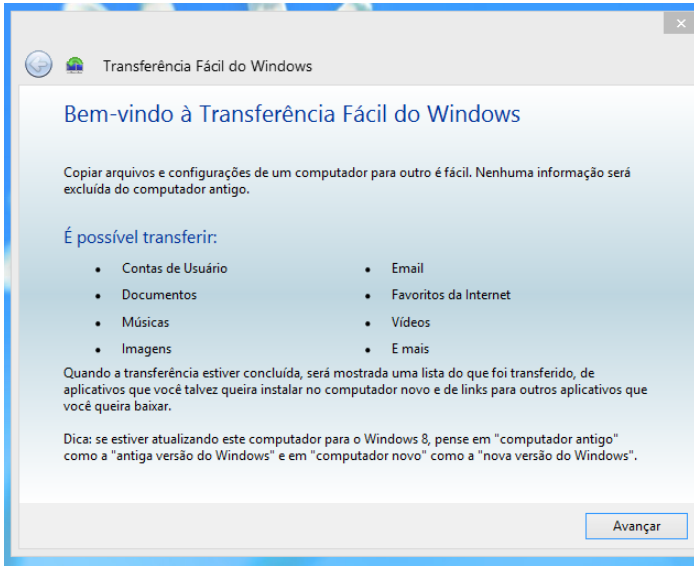 Transferência Fácil do Windows
Bem-vindo à Transferência Fácil do Windows
Copiar arquivos e configurações de um computador para outro é fácil. Nenhuma informação será
excluída do computador antigo.
É possível transferir:
• Contas de Usuário
• Email
• Documentos
• Favoritos da Internet
• Músicas
• Vídeos
• Imagens
• E mais
Quando a transferência estiver concluída, será mostrada uma lista do que foi transferido, de
aplicativos que você talvez queira instalar no computador novo e de links para outros aplicativos que
você queira baixar.
Dica: se estiver atualizando este computador para o Windows 8, pense em "computador antigo"
como a "antiga versão do Windows" e em "computador novo" como a "nova versão do Windows".
Avançar